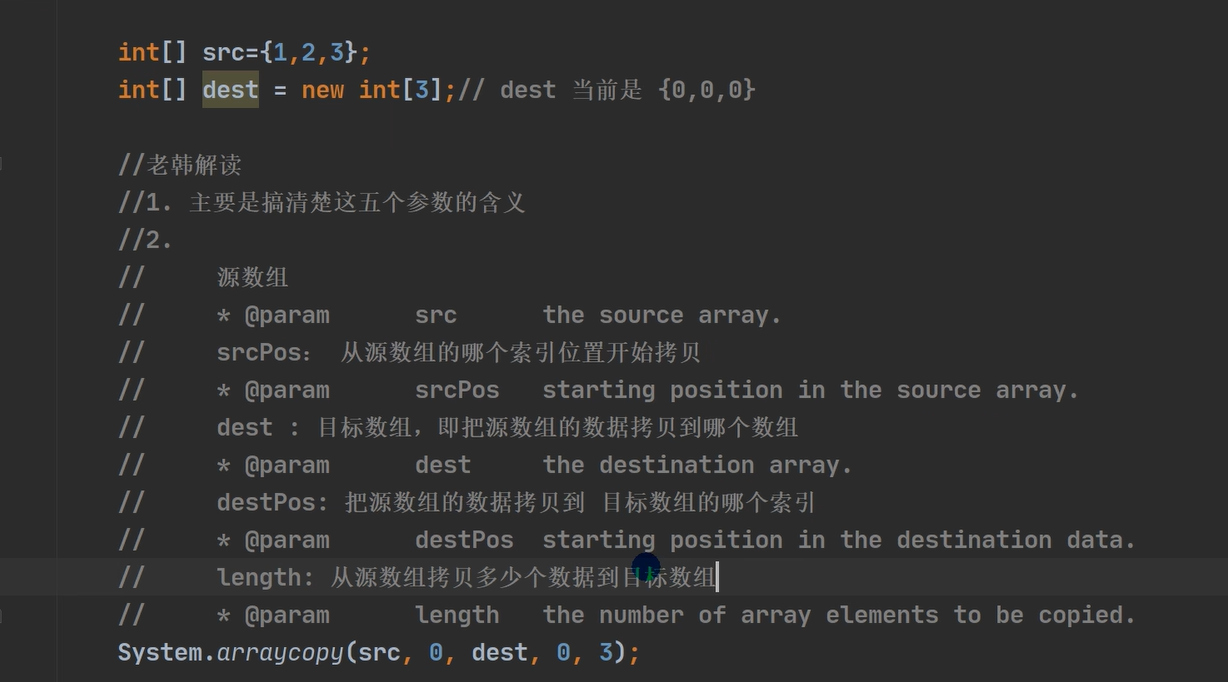 int[] src={1,2,3};
int[] dest = new int[3];// dest 当前是 {0,0,0}
//老韩解读
//1. 主要是搞清楚这五个参数的含义
//2.
//     源数组
//     * @param      src      the source array.
//     srcPos： 从源数组的哪个索引位置开始拷贝
//     * @param      srcPos   starting position in the source array.
//     dest : 目标数组，即把源数组的数据拷贝到哪个数组
//     * @param      dest     the destination array.
//     destPos: 把源数组的数据拷贝到 目标数组的哪个索引
//     * @param      destPos  starting position in the destination data.
//     length: 从源数组拷贝多少个数据到目标数组
//     * @param      length   the number of array elements to be copied.
System.arraycopy(src, 0, dest, 0, 3);